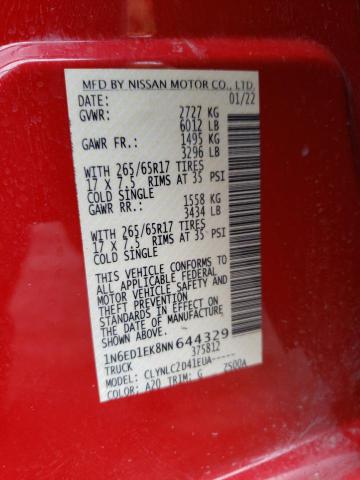 MFD BY NISSAN MOTOR CO., LTD.
DATE: 01/22
GVWR: 2727 KG
6012 LB
GAWR FR.: 1495 KG
3296 LB
WITH 265/65R17 TIRES
17 X 7.5 RIMS AT 35 PSI
COLD SINGLE
GAWR RR.: 1558 KG
3434 LB
WITH 265/65R17 TIRES
17 X 7.5 RIMS AT 35 PSI
COLD SINGLE
THIS VEHICLE CONFORMS TO
ALL APPLICABLE FEDERAL
MOTOR VEHICLE SAFETY AND
THEFT PREVENTION
STANDARDS IN EFFECT ON
THE DATE OF MANUFACTURE
SHOWN ABOVE.
1N6ED1EK8NN644329
TRUCK 375812
MODEL: CLYNLC2D41EUA-----
COLOR: A20 TRIM: G 2500A